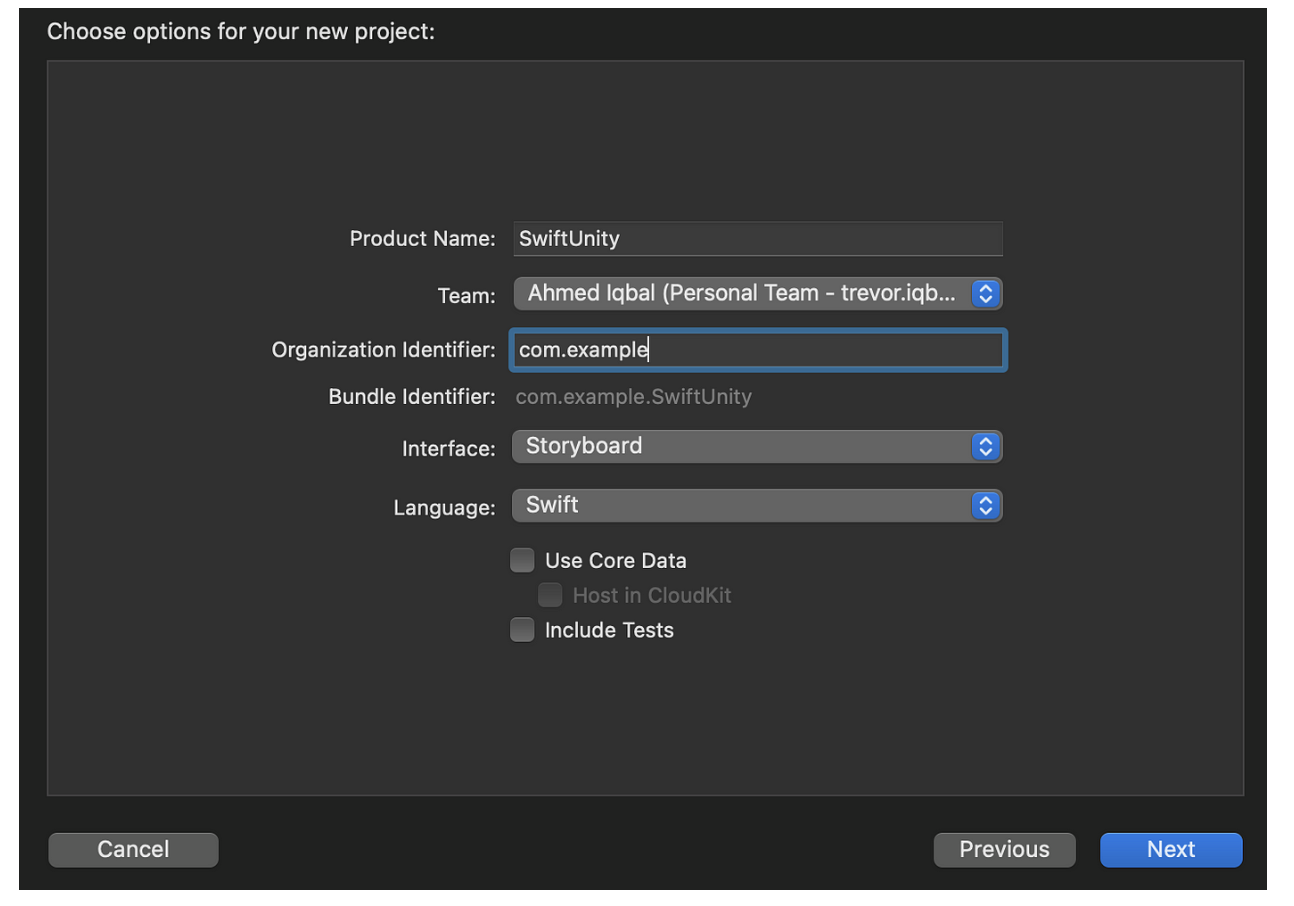 Choose options for your new project:
Product Name: SwiftUnity
Team: Ahmed Iqbal (Personal Team - trevor.iqb...
Organization Identifier: com.example
Bundle Identifier: com.example.SwiftUnity
Interface: Storyboard
Language: Swift
Use Core Data
Host in CloudKit
Include Tests
Cancel Previous Next